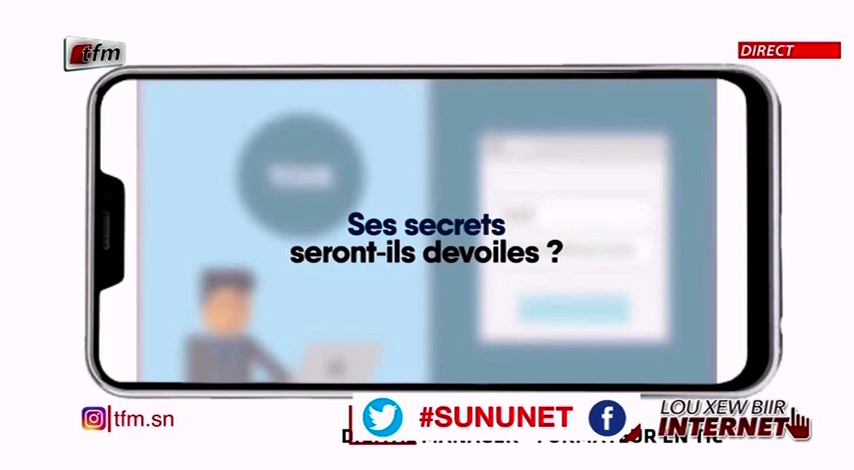 tfm
DIRECT
Ses secrets
seront-ils devoiles ?
tfm.sn
#SUNUNET
LOU XEW BIIR
INTERNET